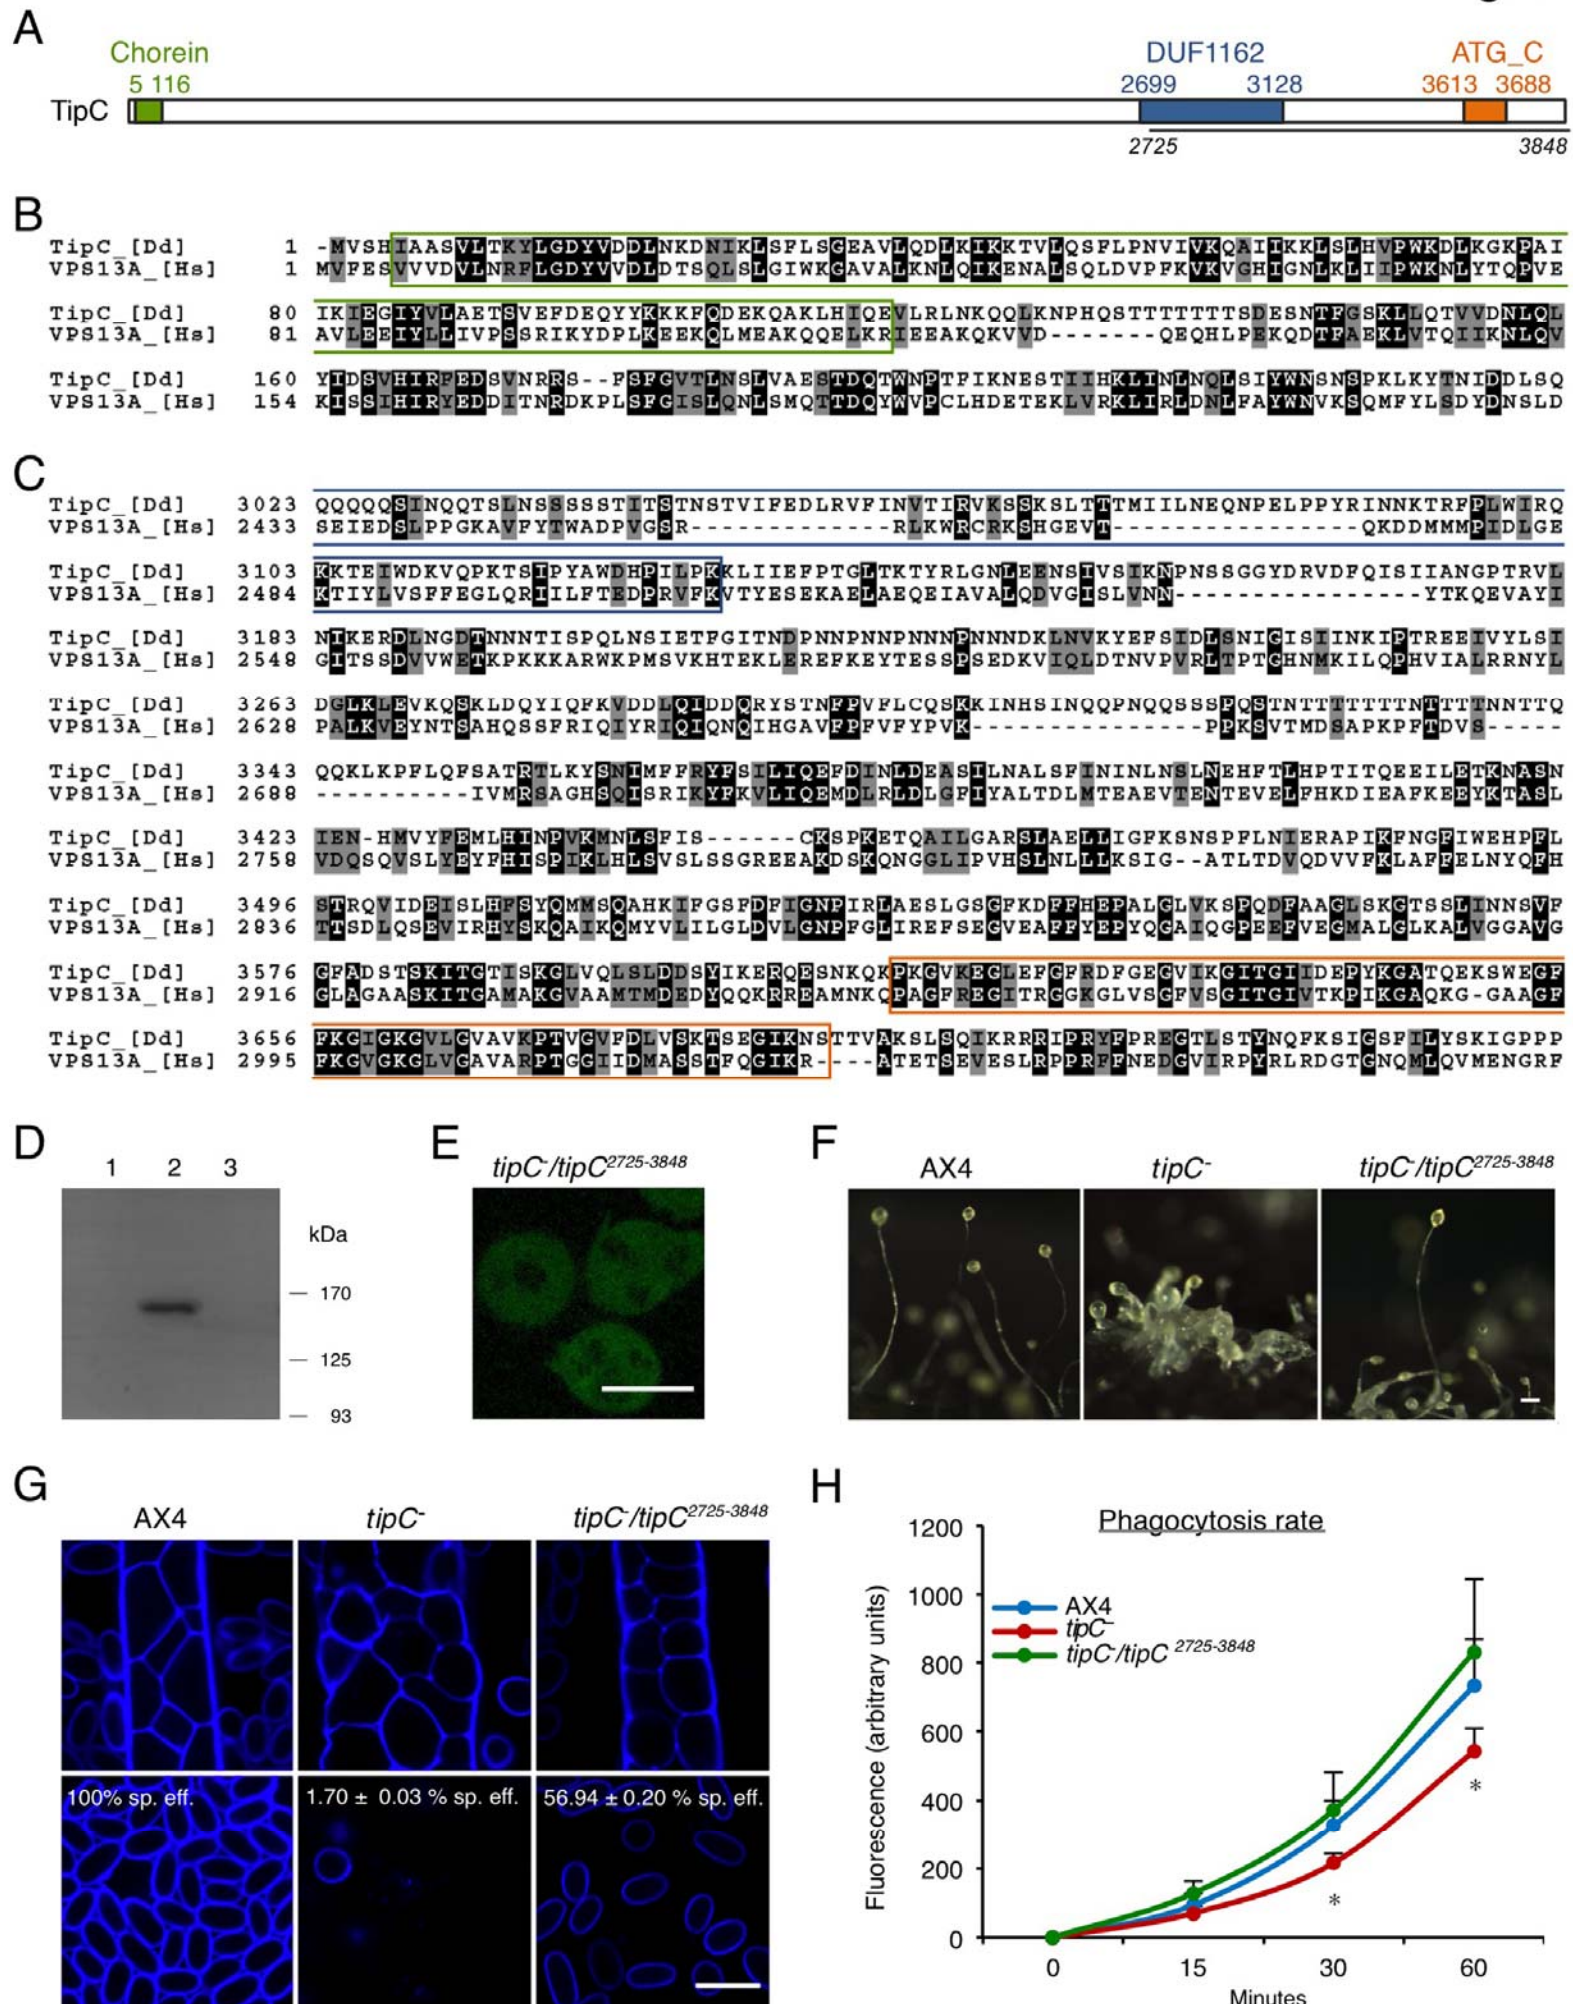 A
Chorein DUF1162 ATG_C
5 116 2699 3128 3613 3688
TipC
2725 3848
B
TipC_[Dd] 1 -MVSHIAASVLTKYLGDYVDDLNKDNIKLSFLSGEAVLQDLKIKKTVLQSFLPNVIVKQAIIKKLSLHVPWKDLKGKPAI
VPS13A_[Hs] 1 MVFESVVVDVLNRFLGDYVVDLDTSQLSLGIWKGAVALKNLQIKENALSQLDVPFKVKVGHIGNLKLIIPWKNLYTQPVE
TipC_[Dd] 80 IKIEGIYVLAETSVEFDEQYYKKKFQDEKQAKLHIQEVLRLNKQQLKNPHQSTTTTTTTSDESNTFGSKLLQTVVDNLQL
VPS13A_[Hs] 81 AVLEEIYLLIVPSSRIKYDPLKEEKQLMEAKQQELKRIEEAKQKVVD-------QEQHLPEKQDTFAEKLVTQIIKNLQV
TipC_[Dd] 160 YIDSVHIRFEDSVNRRS--FSFGVTLNSLVAESTDQTWNPTFIKNESTIIHKLINLNQLSIYWNSNSPKLKYTNIDDLSQ
VPS13A_[Hs] 154 KISSIHIRYEDDITNRDKPLSFGISLQNLSMQTTDQYWVPCLHDETEKLVRKLIRLDNLFAYWNVKSQMFYLSDYDNSLD
C
TipC_[Dd] 3023 QQQQQSINQQTSLNSSSSSTITSTNSTVIFEDLRVFINVTIRVKSSKSLTTTMIILNEQNPELPPYRINNKTRFPLWIRQ
VPS13A_[Hs] 2433 SEIEDSLPPGKAVFYTWADPVGSR-------------RLKWRCRKSHGEVT----------------QKDDMMMPIDLGE
TipC_[Dd] 3103 KKTEIWDKVQPKTSIPYAWDHPILPKKLIIEFPTGLTKTYRLGNLEENSIVSIKNPNSSGGYDRVDFQISIIANGPTRVL
VPS13A_[Hs] 2484 KTIYLVSFFEGLQRIILFTEDPRVFKVTYESEKAELAEQEIAVALQDVGISLVNN----------------YTKQEVAYI
TipC_[Dd] 3183 NIKERDLNGDTNNNTISPQLNSIETFGITNDPNNPNNPNNNPNNNDKLNVKYEFSIDLSNIGISIINKIPTREEIVYLSI
VPS13A_[Hs] 2548 GITSSDVVWETKPKKKARWKPMSVKHTEKLEREFKEYTESSPSEDKVIQLDTNVPVRLTPTGHNMKILQPHVIALRRNYL
TipC_[Dd] 3263 DGLKLEVKQSKLDQYIQFKVDDLQIDDQRYSTNFPVFLCQSKKINHSINQQPNQQSSSPQSTNTTTTTTTNTTTTNNTTQ
VPS13A_[Hs] 2628 PALKVEYNTSAHQSSFRIQIYRIQIQNQIHGAVFPFVFYPVK---------------PPKSVTMDSAPKPFTDVS-----
TipC_[Dd] 3343 QQKLKPFLQFSATRTLKYSNIMFFRYFSILIQEFDINLDEASILNALSFININLNSLNEHFTLHPTITQEEILETKNASN
VPS13A_[Hs] 2688 ----------IVMRSAGHSQISRIKYFKVLIQEMDLRLDLGFIYALTDLMTEAEVTENTEVELFHKDIEAFKEEYKTASL
TipC_[Dd] 3423 IEN-HMVYFEMLHINPVKMNLSFIS------CKSPKETQAILGARSLAELLIGFKSNSPFLNIERAPIKFNGFIWEHPFL
VPS13A_[Hs] 2758 VDQSQVSLYEYFHISPIKLHLSVSLSSGREEAKDSKQNGGLIPVHSLNLLLKSIG--ATLTDVQDVVFKLAFFELNYQFH
TipC_[Dd] 3496 STRQVIDEISLHFSYQMMSQAHKIFGSFDFIGNPIRLAESLGSGFKDFFHEPALGLVKSPQDFAAGLSKGTSSLINNSVF
VPS13A_[Hs] 2836 TTSDLQSEVIRHYSKQAIKQMYVLILGLDVLGNPFGLIREFSEGVEAFFYEPYQGAIQGPEEFVEGMALGLKALVGGAVG
TipC_[Dd] 3576 GFADSTSKITGTISKGLVQLSLDDSYIKERQESNKQKPKGVKEGLEFGFRDFGEGVIKGITGIIDEPYKGATQEKSWEGF
VPS13A_[Hs] 2916 GLAGAASKITGAMAKGVAAMTMDEDYQQKRREAMNKQPAGFREGITRGGKGLVSGFVSGITGIVTKPIKGAQKG-GAAGF
TipC_[Dd] 3656 FKGIGKGVLGVAVKPTVGVFDLVSKTSEGIKNSTTVAKSLSQIKRRRIPRYFPREGTLSTYNQFKSIGSFILYSKIGPPP
VPS13A_[Hs] 2995 FKGVGKGLVGAVARPTGGIIDMASSTFQGIKR----ATETSEVESLRPPRFFNEDGVIRPYRLRDGTGNQMLQVMENGRF
D E F
1 2 3
kDa
170
125
93
tipC-/tipC2725-3848
AX4 tipC- tipC-/tipC2725-3848
G
AX4 tipC- tipC-/tipC2725-3848
100% sp. eff. 1.70 ± 0.03 % sp. eff. 56.94 ± 0.20 % sp. eff.
H
Phagocytosis rate
Fluorescence (arbitrary units)
1200
1000
800
600
400
200
0
AX4
tipC-
tipC-/tipC 2725-3848
*
*
0 15 30 60
Minutes